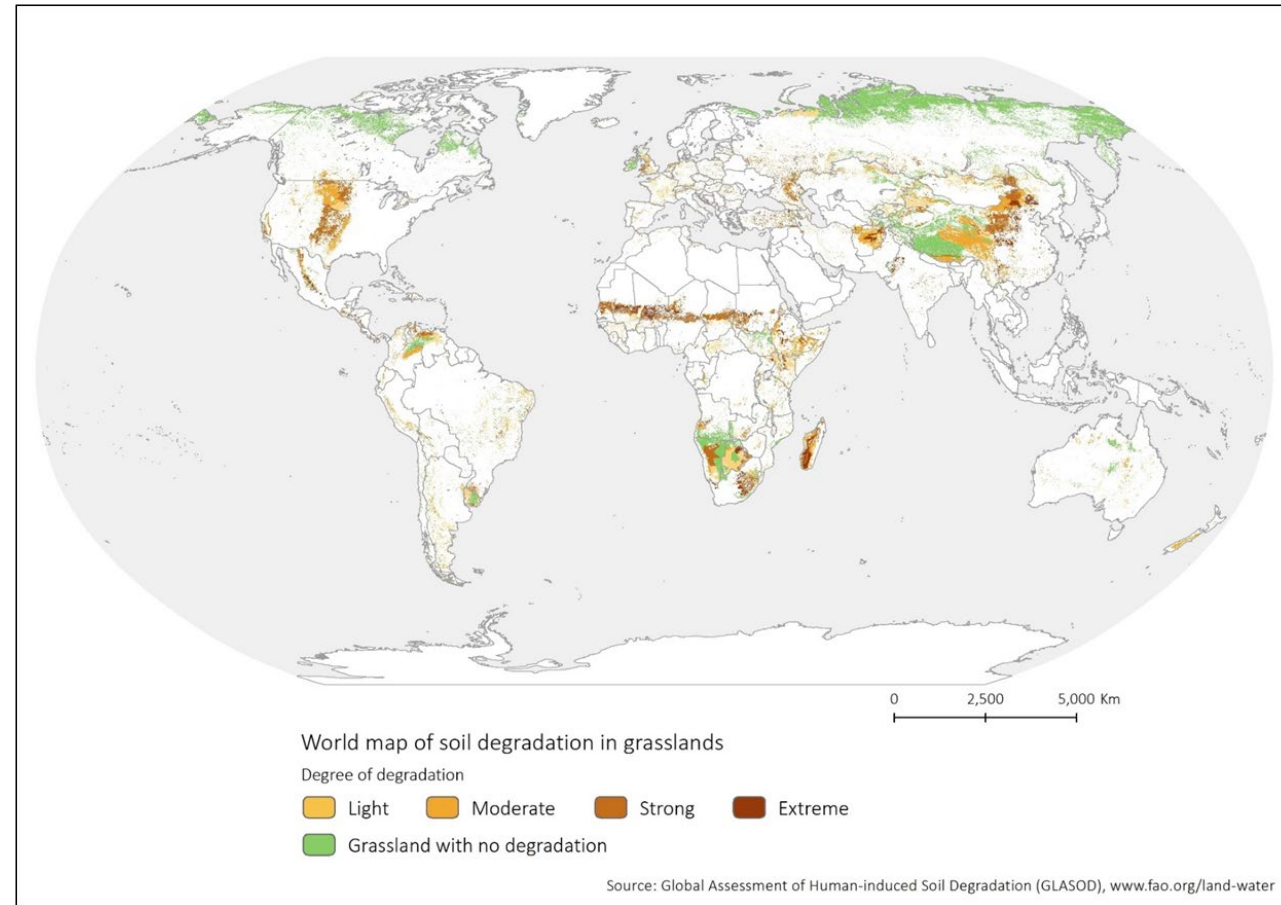 0 2,500 5,000 Km
World map of soil degradation in grasslands
Degree of degradation
Light Moderate Strong Extreme
Grassland with no degradation
Source: Global Assessment of Human-induced Soil Degradation (GLASOD), www.fao.org/land-water